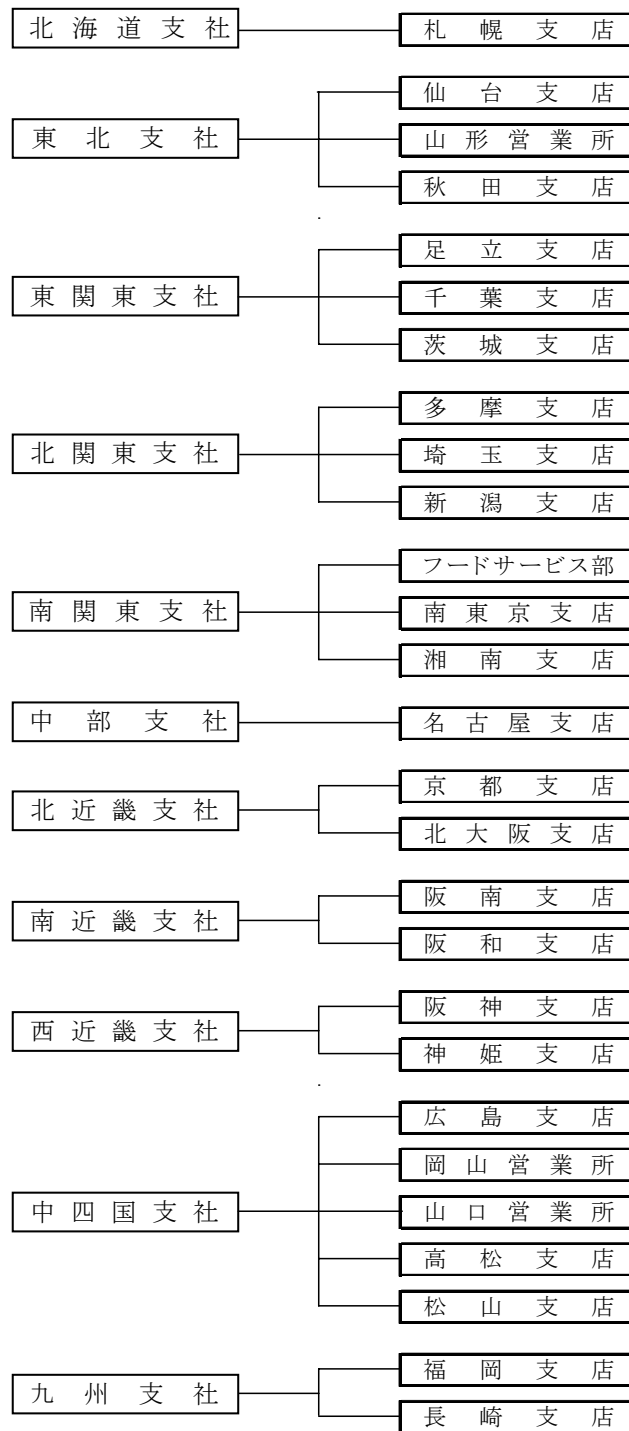 北海道支社
札幌支店
東北支社
仙台支店
山形営業所
秋田支店
東関東支社
足立支店
千葉支店
茨城支店
北関東支社
多摩支店
埼玉支店
新潟支店
南関東支社
フードサービス部
南東京支店
湘南支店
中部支社
名古屋支店
北近畿支社
京都支店
北大阪支店
南近畿支社
阪南支店
阪和支店
西近畿支社
阪神支店
神姫支店
中四国支社
広島支店
岡山営業所
山口営業所
高松支店
松山支店
九州支社
福岡支店
長崎支店